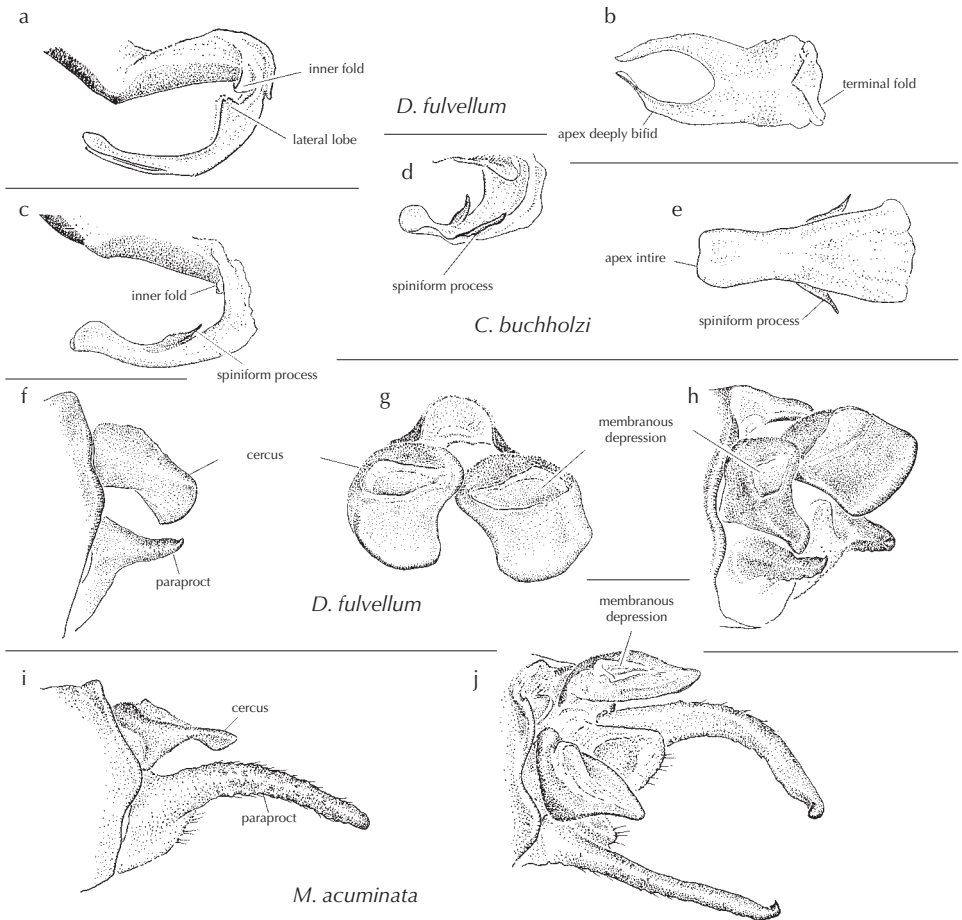 a
inner fold
lateral lobe
D. fulvellum
b
terminal fold
apex deeply bifid
c
inner fold
spiniform process
d
spiniform process
C. buchholzi
e
apex intire
spiniform process
f
cercus
paraproct
g
membranous
depression
h
D. fulvellum
i
cercus
paraproct
M. acuminata
j
membranous
depression